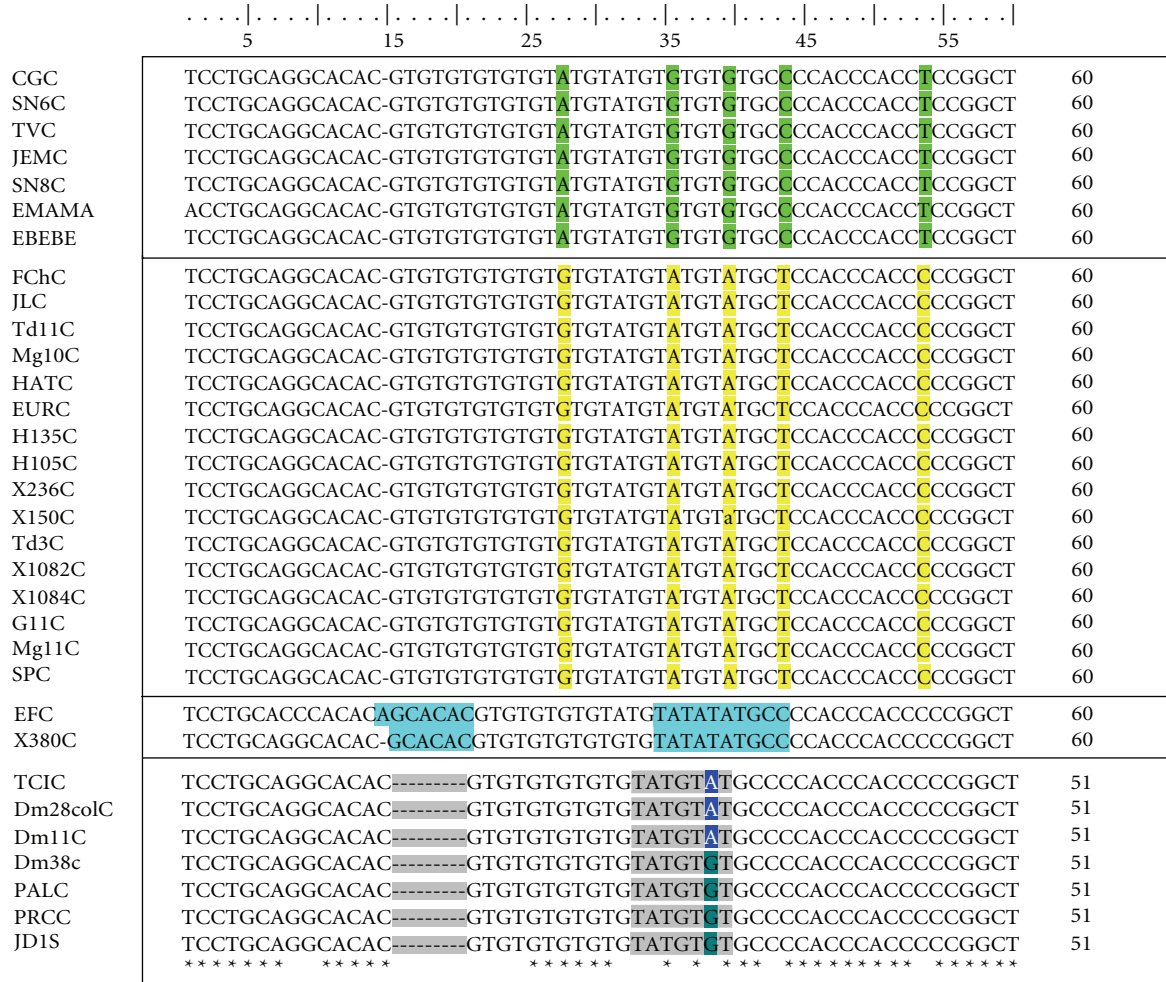 . . . . | . . . . | . . . . | . . . . | . . . . | . . . . | . . . . | . . . . | . . . . | . . . . | . . . . | . . . . |
5 15 25 35 45 55
CGC TCCTGCAGGCACAC-GTGTGTGTGTGTATGTATGTGTGTGTGCCCCACCCACCTCCGGCT 60
SN6C TCCTGCAGGCACAC-GTGTGTGTGTGTATGTATGTGTGTGTGCCCCACCCACCTCCGGCT 60
TVC TCCTGCAGGCACAC-GTGTGTGTGTGTATGTATGTGTGTGTGCCCCACCCACCTCCGGCT 60
JEMC TCCTGCAGGCACAC-GTGTGTGTGTGTATGTATGTGTGTGTGCCCCACCCACCTCCGGCT 60
SN8C TCCTGCAGGCACAC-GTGTGTGTGTGTATGTATGTGTGTGTGCCCCACCCACCTCCGGCT 60
EMAMA ACCTGCAGGCACAC-GTGTGTGTGTGTATGTATGTGTGTGTGCCCCACCCACCTCCGGCT 60
EBEBE TCCTGCAGGCACAC-GTGTGTGTGTGTATGTATGTGTGTGTGCCCCACCCACCTCCGGCT 60
FChC TCCTGCAGGCACAC-GTGTGTGTGTGTGTGTATGTATGTATGCTCCACCCACCCCCGGCT 60
JLC TCCTGCAGGCACAC-GTGTGTGTGTGTGTGTATGTATGTATGCTCCACCCACCCCCGGCT 60
Td11C TCCTGCAGGCACAC-GTGTGTGTGTGTGTGTATGTATGTATGCTCCACCCACCCCCGGCT 60
Mg10C TCCTGCAGGCACAC-GTGTGTGTGTGTGTGTATGTATGTATGCTCCACCCACCCCCGGCT 60
HATC TCCTGCAGGCACAC-GTGTGTGTGTGTGTGTATGTATGTATGCTCCACCCACCCCCGGCT 60
EURC TCCTGCAGGCACAC-GTGTGTGTGTGTGTGTATGTATGTATGCTCCACCCACCCCCGGCT 60
H135C TCCTGCAGGCACAC-GTGTGTGTGTGTGTGTATGTATGTATGCTCCACCCACCCCCGGCT 60
H105C TCCTGCAGGCACAC-GTGTGTGTGTGTGTGTATGTATGTATGCTCCACCCACCCCCGGCT 60
X236C TCCTGCAGGCACAC-GTGTGTGTGTGTGTGTATGTATGTATGCTCCACCCACCCCCGGCT 60
X150C TCCTGCAGGCACAC-GTGTGTGTGTGTGTGTATGTATGTaTGCTCCACCCACCCCCGGCT 60
Td3C TCCTGCAGGCACAC-GTGTGTGTGTGTGTGTATGTATGTATGCTCCACCCACCCCCGGCT 60
X1082C TCCTGCAGGCACAC-GTGTGTGTGTGTGTGTATGTATGTATGCTCCACCCACCCCCGGCT 60
X1084C TCCTGCAGGCACAC-GTGTGTGTGTGTGTGTATGTATGTATGCTCCACCCACCCCCGGCT 60
G11C TCCTGCAGGCACAC-GTGTGTGTGTGTGTGTATGTATGTATGCTCCACCCACCCCCGGCT 60
Mg11C TCCTGCAGGCACAC-GTGTGTGTGTGTGTGTATGTATGTATGCTCCACCCACCCCCGGCT 60
SPC TCCTGCAGGCACAC-GTGTGTGTGTGTGTGTATGTATGTATGCTCCACCCACCCCCGGCT 60
EFC TCCTGCACCCACACAGCACACGTGTGTGTGTATGTATATATGCCCCACCCACCCCCGGCT 60
X380C TCCTGCAGGCACAC-GCACACGTGTGTGTGTGTGTATATATGCCCCACCCACCCCCGGCT 60
TCIC TCCTGCAGGCACAC---------GTGTGTGTGTGTATGTATGCCCCACCCACCCCCGGCT 51
Dm28colC TCCTGCAGGCACAC---------GTGTGTGTGTGTATGTATGCCCCACCCACCCCCGGCT 51
Dm11C TCCTGCAGGCACAC---------GTGTGTGTGTGTATGTATGCCCCACCCACCCCCGGCT 51
Dm38c TCCTGCAGGCACAC---------GTGTGTGTGTGTATGTGTGCCCCACCCACCCCCGGCT 51
PALC TCCTGCAGGCACAC---------GTGTGTGTGTGTATGTGTGCCCCACCCACCCCCGGCT 51
PRCC TCCTGCAGGCACAC---------GTGTGTGTGTGTATGTGTGCCCCACCCACCCCCGGCT 51
JD1S TCCTGCAGGCACAC---------GTGTGTGTGTGTATGTGTGCCCCACCCACCCCCGGCT 51
* * * * * * * * * * * * * * * * * * * * * * * * * * * * * * * * * * * * * *